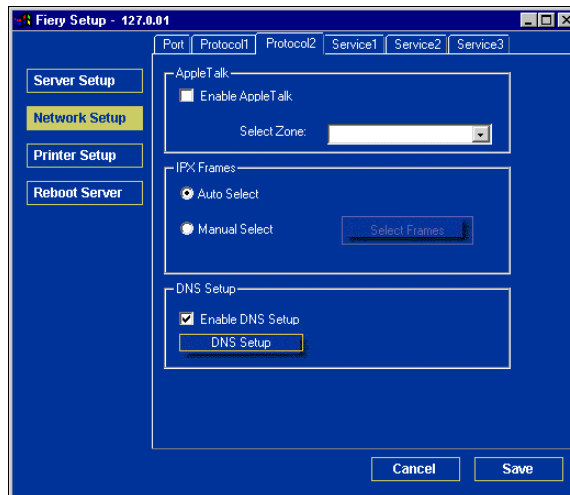 Fiery Setup - 127.0.01
Port Protocol1 Protocol2 Service1 Service2 Service3
Server Setup
Network Setup
Printer Setup
Reboot Server
AppleTalk
Enable AppleTalk
Select Zone:
IPX Frames
Auto Select
Manual Select
Select Frames
DNS Setup
Enable DNS Setup
DNS Setup
Cancel Save